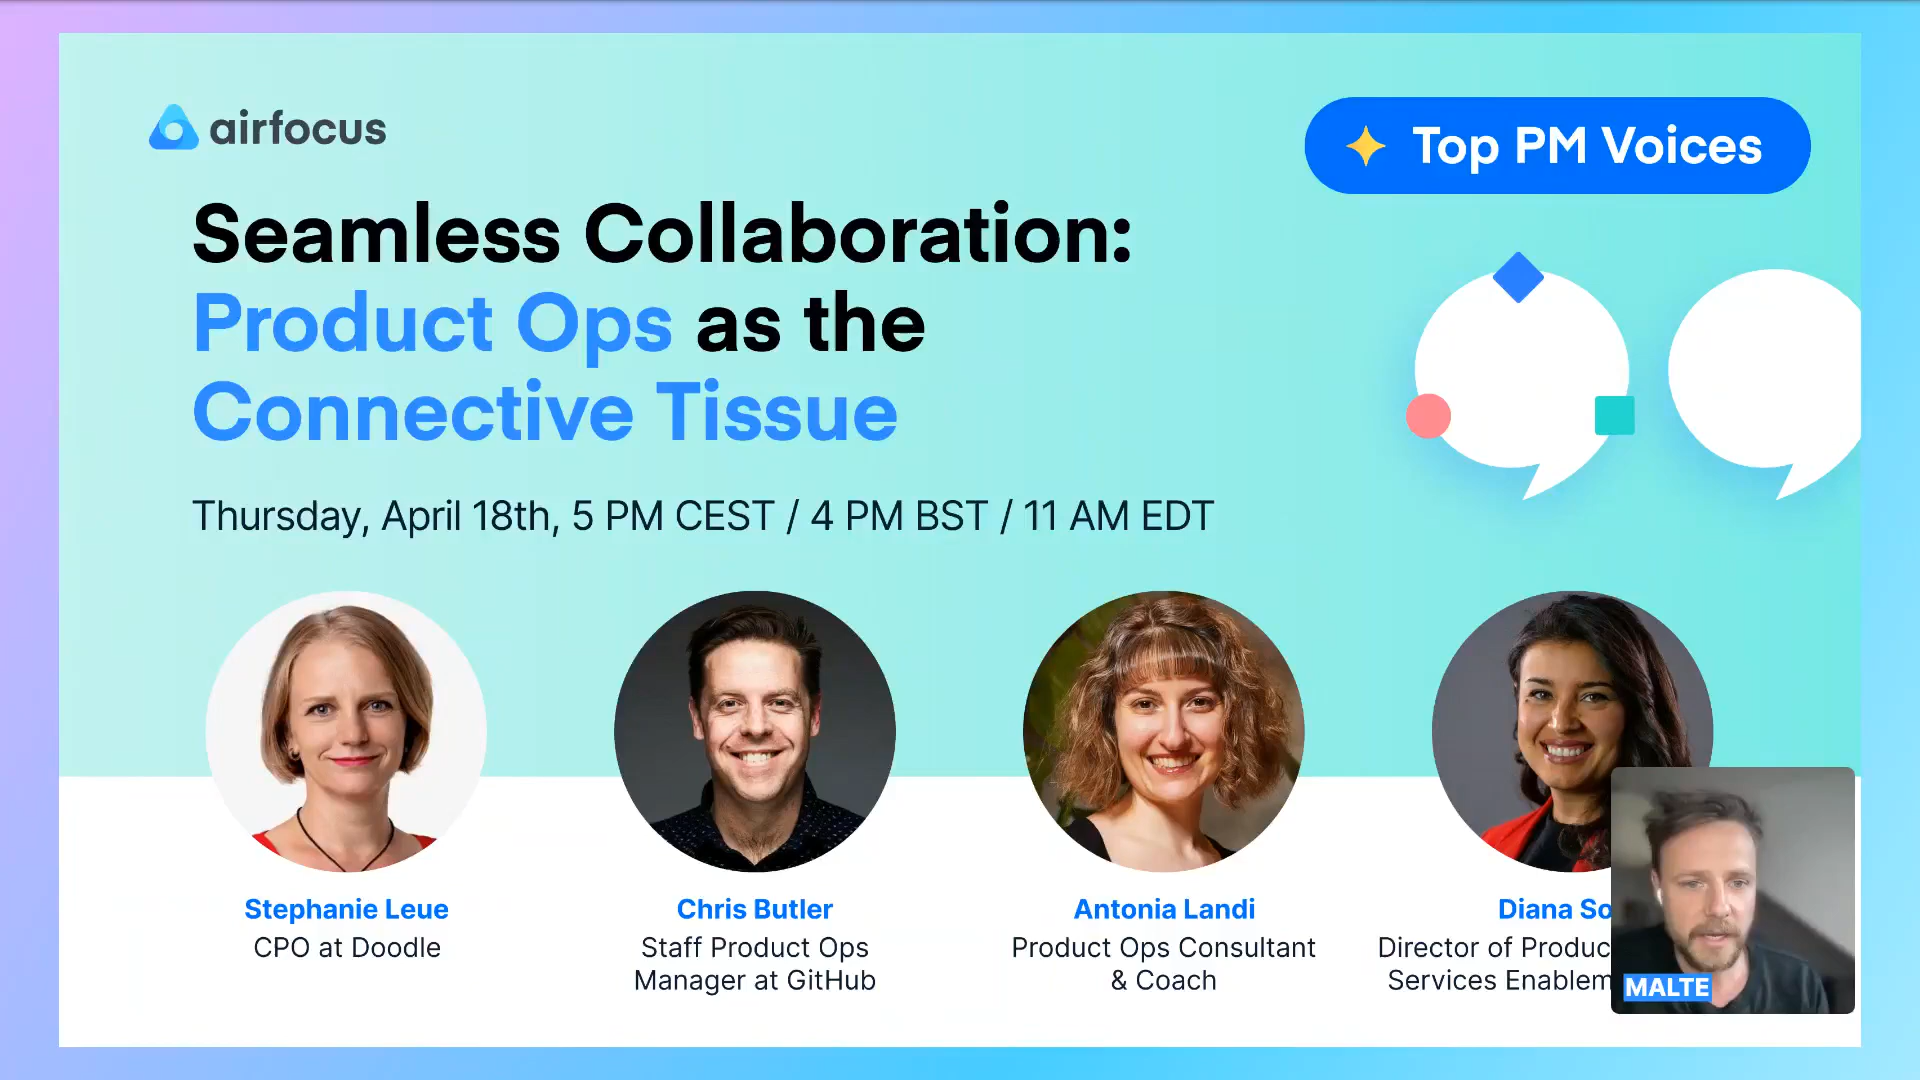 airfocus
Top PM Voices
Seamless Collaboration:
Product Ops as the
Connective Tissue
Thursday, April 18th, 5 PM CEST / 4 PM BST / 11 AM EDT
Stephanie Leue
CPO at Doodle
Chris Butler
Staff Product Ops
Manager at GitHub
Antonia Landi
Product Ops Consultant
& Coach
Diana
Director of
Services
MALTE